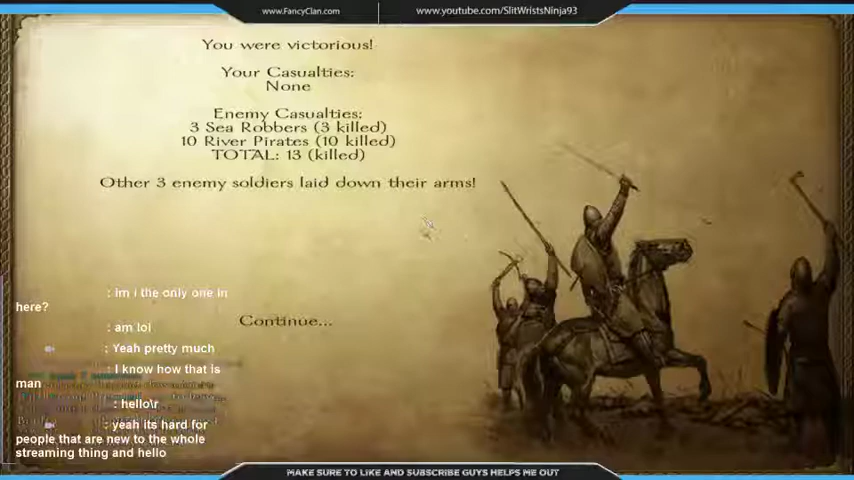 www.FancyClan.com
www.youtube.com/SlitWristsNinja93
You were victorious!
Your Casualties:
None
Enemy Casualties:
3 Sea Robbers (3 killed)
10 River Pirates (10 killed)
TOTAL: 13 (killed)
Other 3 enemy soldiers laid down their arms!
: im i the only one in
here?
: am lol
: Yeah pretty much
: I know how that is
man
: hello\r
: yeah its hard for
people that are new to the whole
streaming thing and hello
Continue...
MAKE SURE TO LIKE AND SUBSCRIBE GUYS HELPS ME OUT